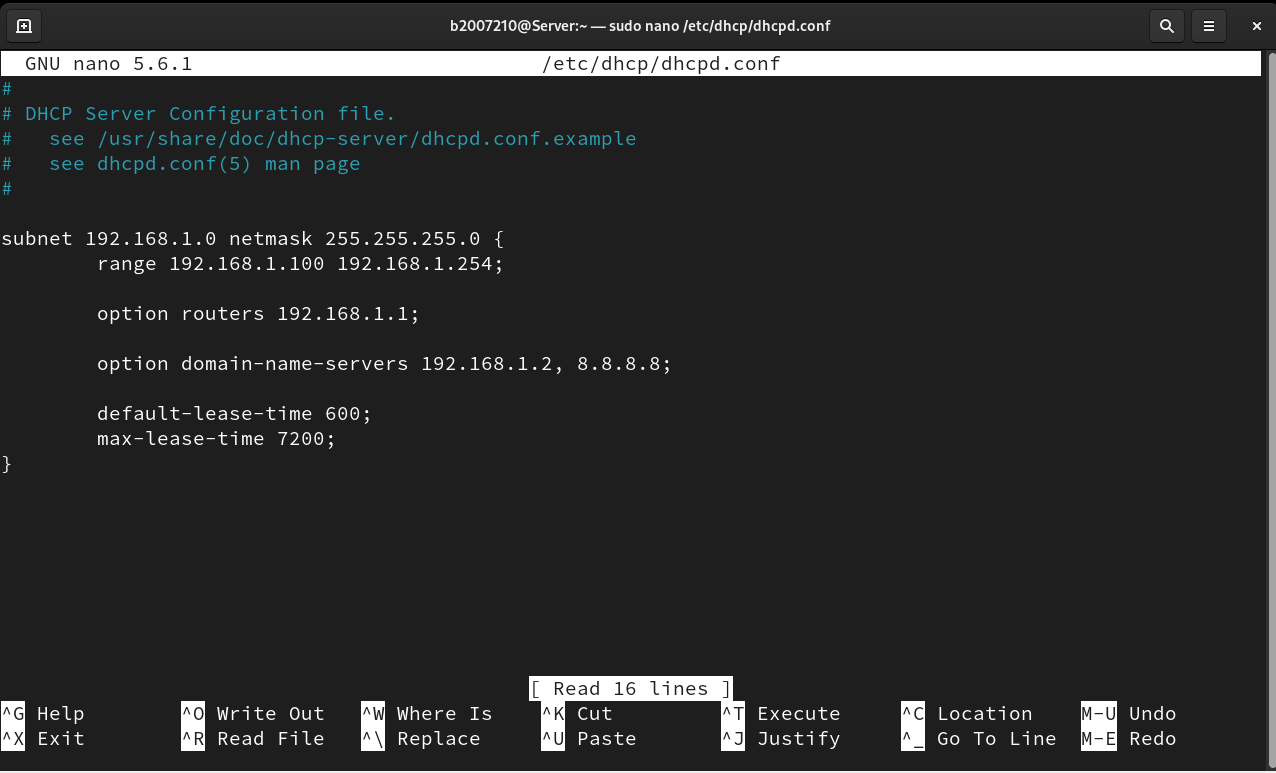 b2007210@Server:~ — sudo nano /etc/dhcp/dhcpd.conf
GNU nano 5.6.1 /etc/dhcp/dhcpd.conf
#
# DHCP Server Configuration file.
#   see /usr/share/doc/dhcp-server/dhcpd.conf.example
#   see dhcpd.conf(5) man page
#
subnet 192.168.1.0 netmask 255.255.255.0 {
        range 192.168.1.100 192.168.1.254;
        option routers 192.168.1.1;
        option domain-name-servers 192.168.1.2, 8.8.8.8;
        default-lease-time 600;
        max-lease-time 7200;
}
[ Read 16 lines ]
^G Help ^O Write Out ^W Where Is ^K Cut ^T Execute ^C Location M-U Undo
^X Exit ^R Read File ^\ Replace ^U Paste ^J Justify ^_ Go To Line M-E Redo